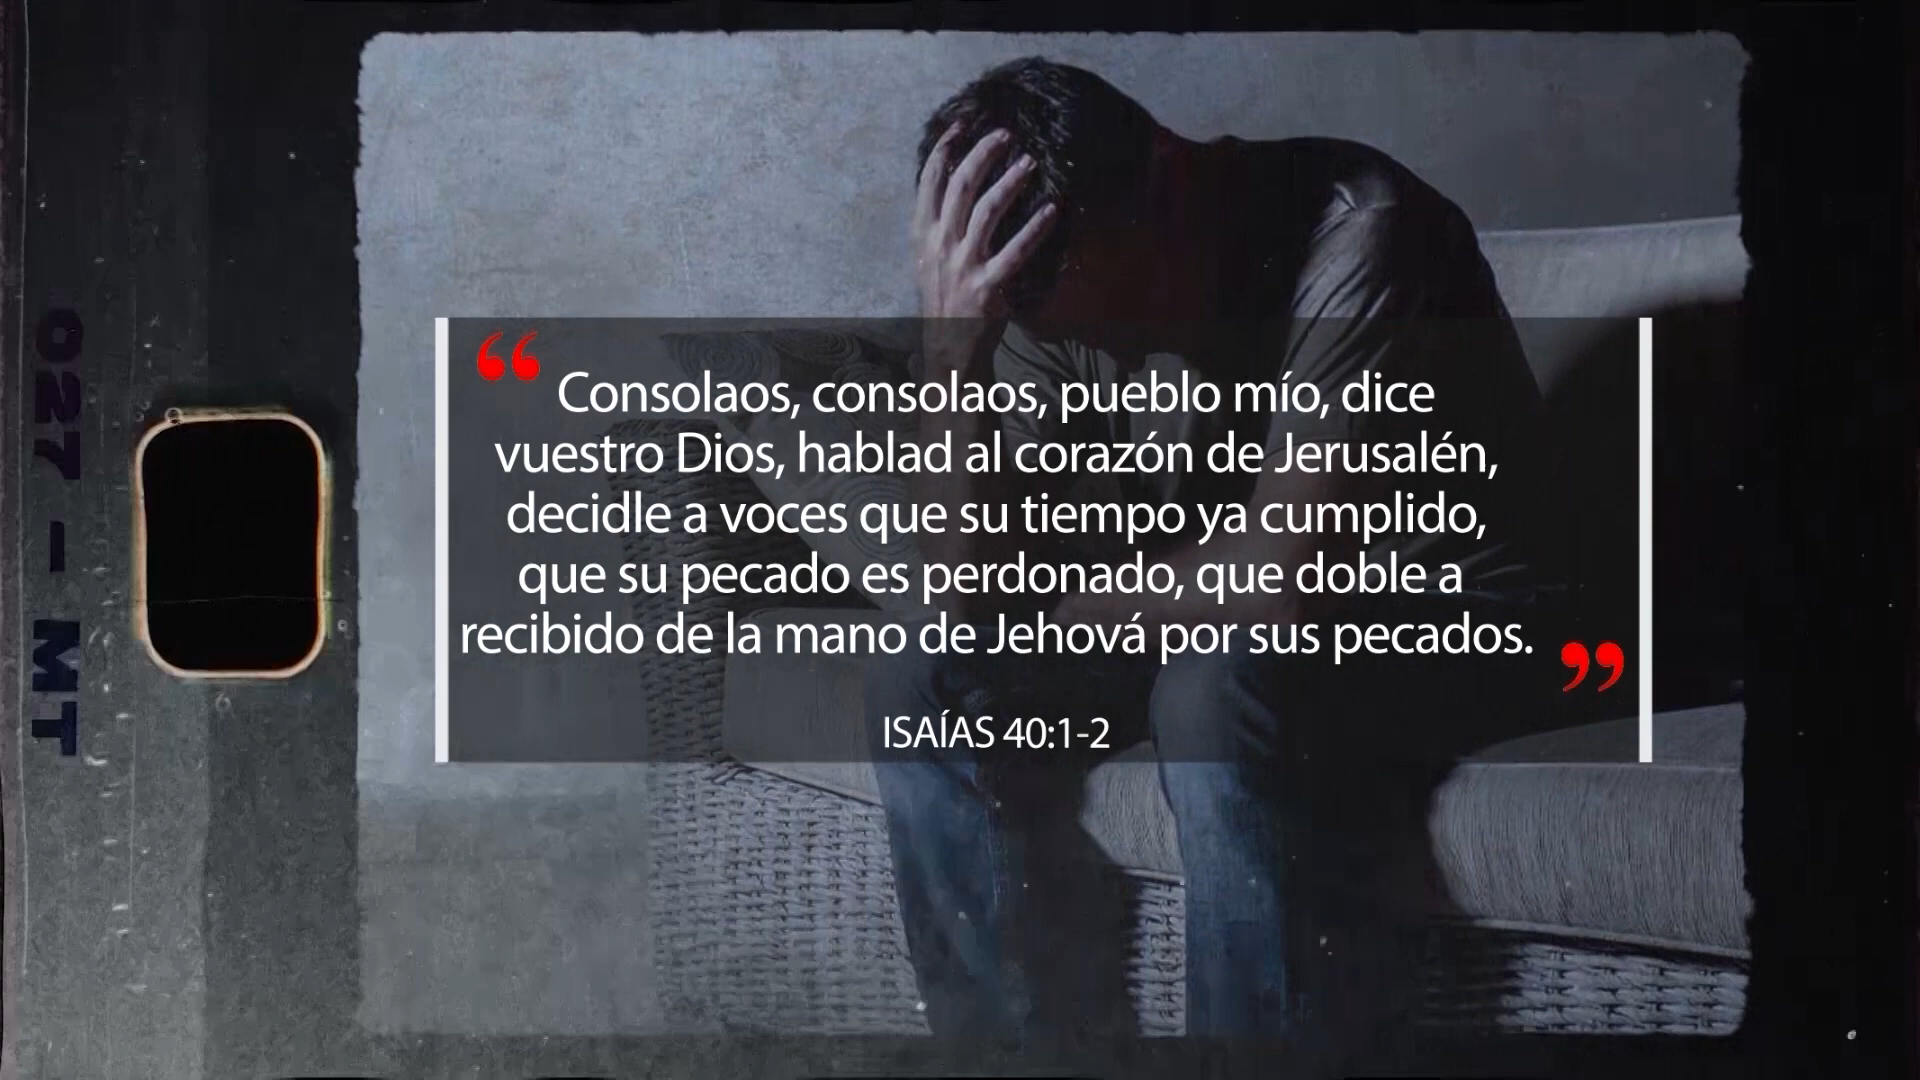 027 - MT
“ Consolaos, consolaos, pueblo mío, dice
vuestro Dios, hablad al corazón de Jerusalén,
decidle a voces que su tiempo ya cumplido,
que su pecado es perdonado, que doble a
recibido de la mano de Jehová por sus pecados. ”
ISAÍAS 40:1-2